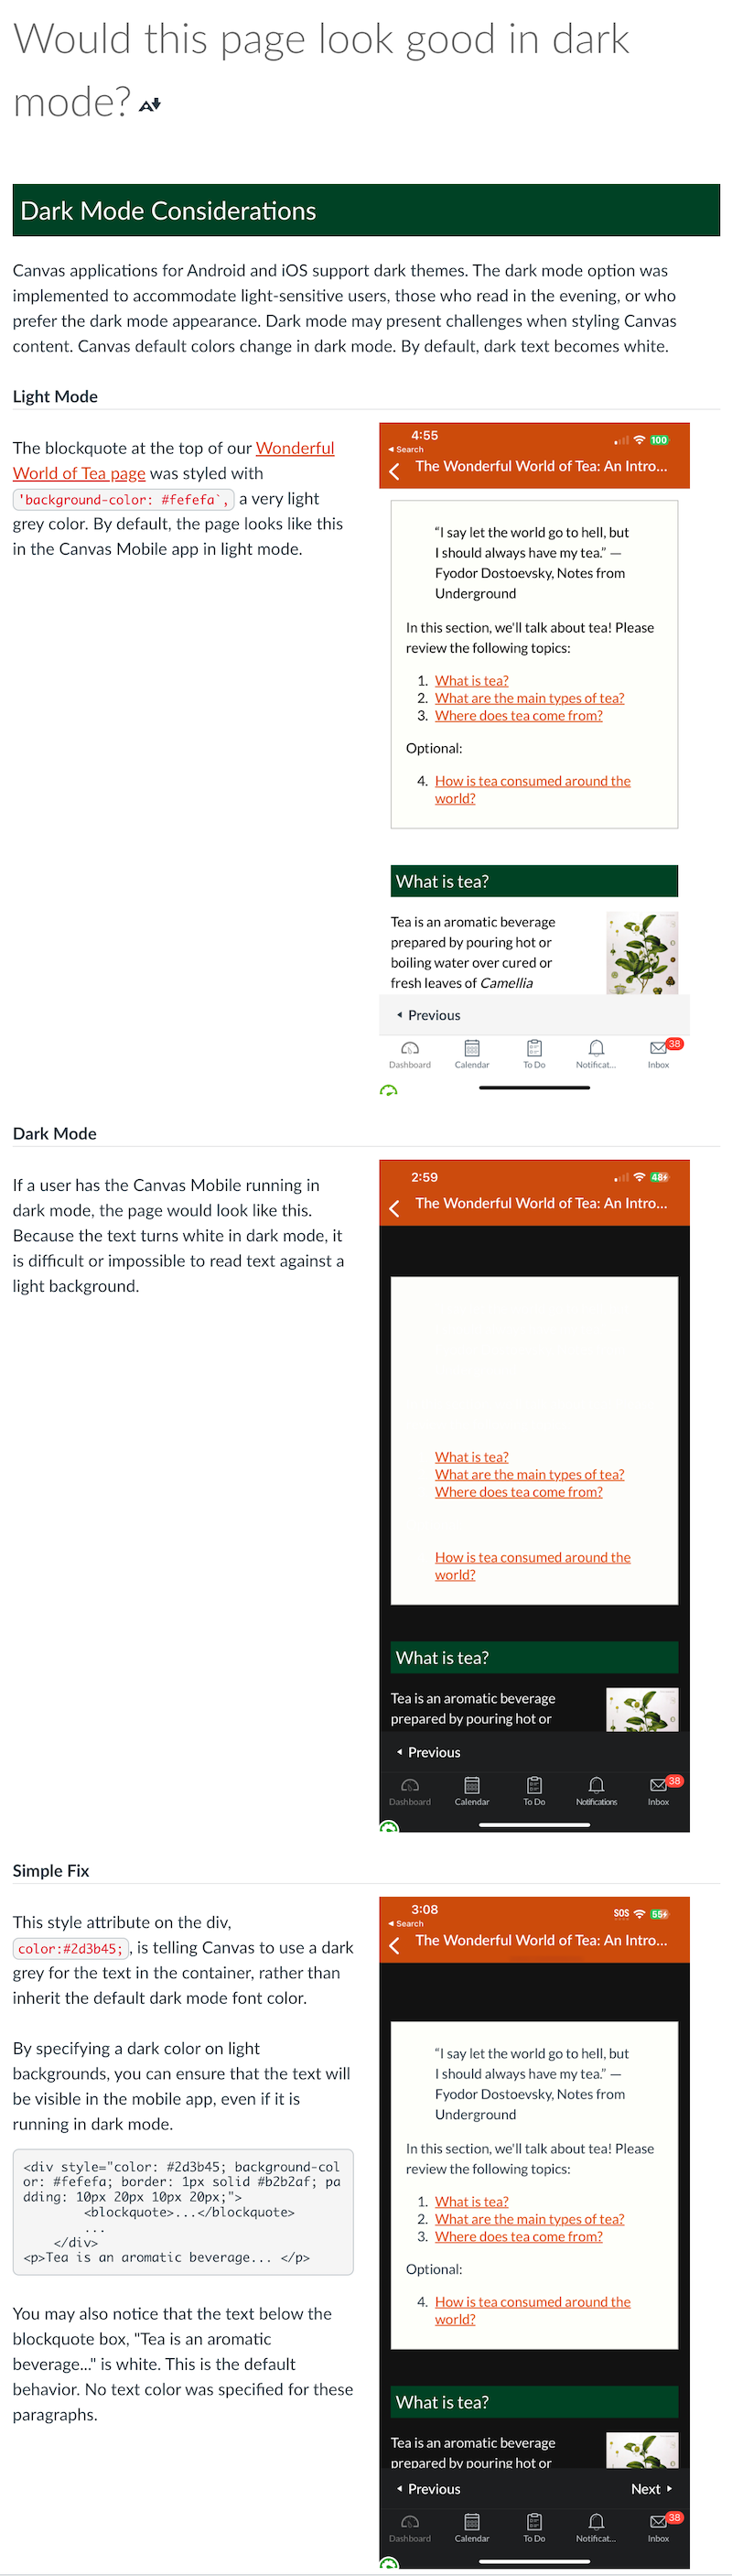 Would this page look good in dark
mode?
Dark Mode Considerations
Canvas applications for Android and iOS support dark themes. The dark mode option was
implemented to accommodate light-sensitive users, those who read in the evening, or who
prefer the dark mode appearance. Dark mode may present challenges when styling Canvas
content. Canvas default colors change in dark mode. By default, dark text becomes white.
Light Mode
The blockquote at the top of our Wonderful
World of Tea page was styled with
'background-color: #fefefa`, a very light
grey color. By default, the page looks like this
in the Canvas Mobile app in light mode.
4:55
100
◂ Search
The Wonderful World of Tea: An Intro...
“I say let the world go to hell, but
I should always have my tea.” —
Fyodor Dostoevsky, Notes from
Underground
In this section, we'll talk about tea! Please
review the following topics:
1. What is tea?
2. What are the main types of tea?
3. Where does tea come from?
Optional:
4. How is tea consumed around the
world?
What is tea?
Tea is an aromatic beverage
prepared by pouring hot or
boiling water over cured or
fresh leaves of Camellia
◂ Previous
38
Dashboard Calendar To Do Notificat... Inbox
Dark Mode
If a user has the Canvas Mobile running in
dark mode, the page would look like this.
Because the text turns white in dark mode, it
is difficult or impossible to read text against a
light background.
2:59
48
The Wonderful World of Tea: An Intro...
What is tea?
What are the main types of tea?
Where does tea come from?
How is tea consumed around the
world?
What is tea?
Tea is an aromatic beverage
prepared by pouring hot or
◂ Previous
38
Dashboard Calendar To Do Notifications Inbox
Simple Fix
This style attribute on the div,
color:#2d3b45; , is telling Canvas to use a dark
grey for the text in the container, rather than
inherit the default dark mode font color.
By specifying a dark color on light
backgrounds, you can ensure that the text will
be visible in the mobile app, even if it is
running in dark mode.
<div style="color: #2d3b45; background-col
or: #fefefa; border: 1px solid #b2b2af; pa
dding: 10px 20px 10px 20px;">
<blockquote>...</blockquote>
...
</div>
<p>Tea is an aromatic beverage... </p>
You may also notice that the text below the
blockquote box, "Tea is an aromatic
beverage..." is white. This is the default
behavior. No text color was specified for these
paragraphs.
3:08
SOS 55
◂ Search
The Wonderful World of Tea: An Intro...
“I say let the world go to hell, but
I should always have my tea.” —
Fyodor Dostoevsky, Notes from
Underground
In this section, we'll talk about tea! Please
review the following topics:
1. What is tea?
2. What are the main types of tea?
3. Where does tea come from?
Optional:
4. How is tea consumed around the
world?
What is tea?
Tea is an aromatic beverage
prepared by pouring hot or
◂ Previous Next ▸
38
Dashboard Calendar To Do Notificat... Inbox